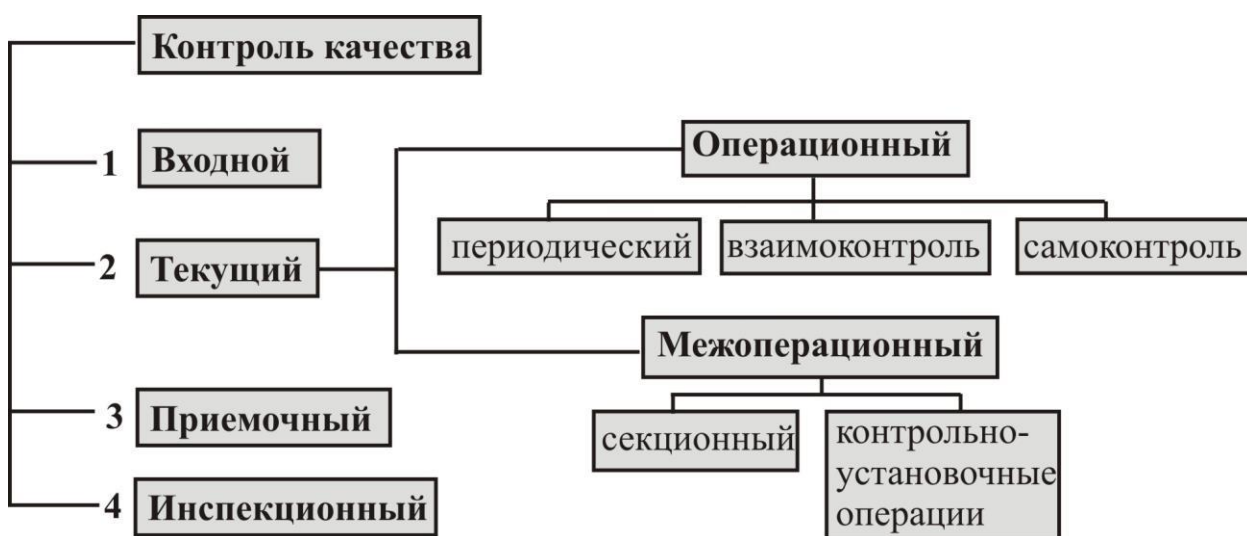 Контроль качества
1 Входной
Операционный
периодический взаимоконтроль самоконтроль
2 Текущий
Межоперационный
3 Приемочный
секционный
контрольно-
установочные
операции
4 Инспекционный